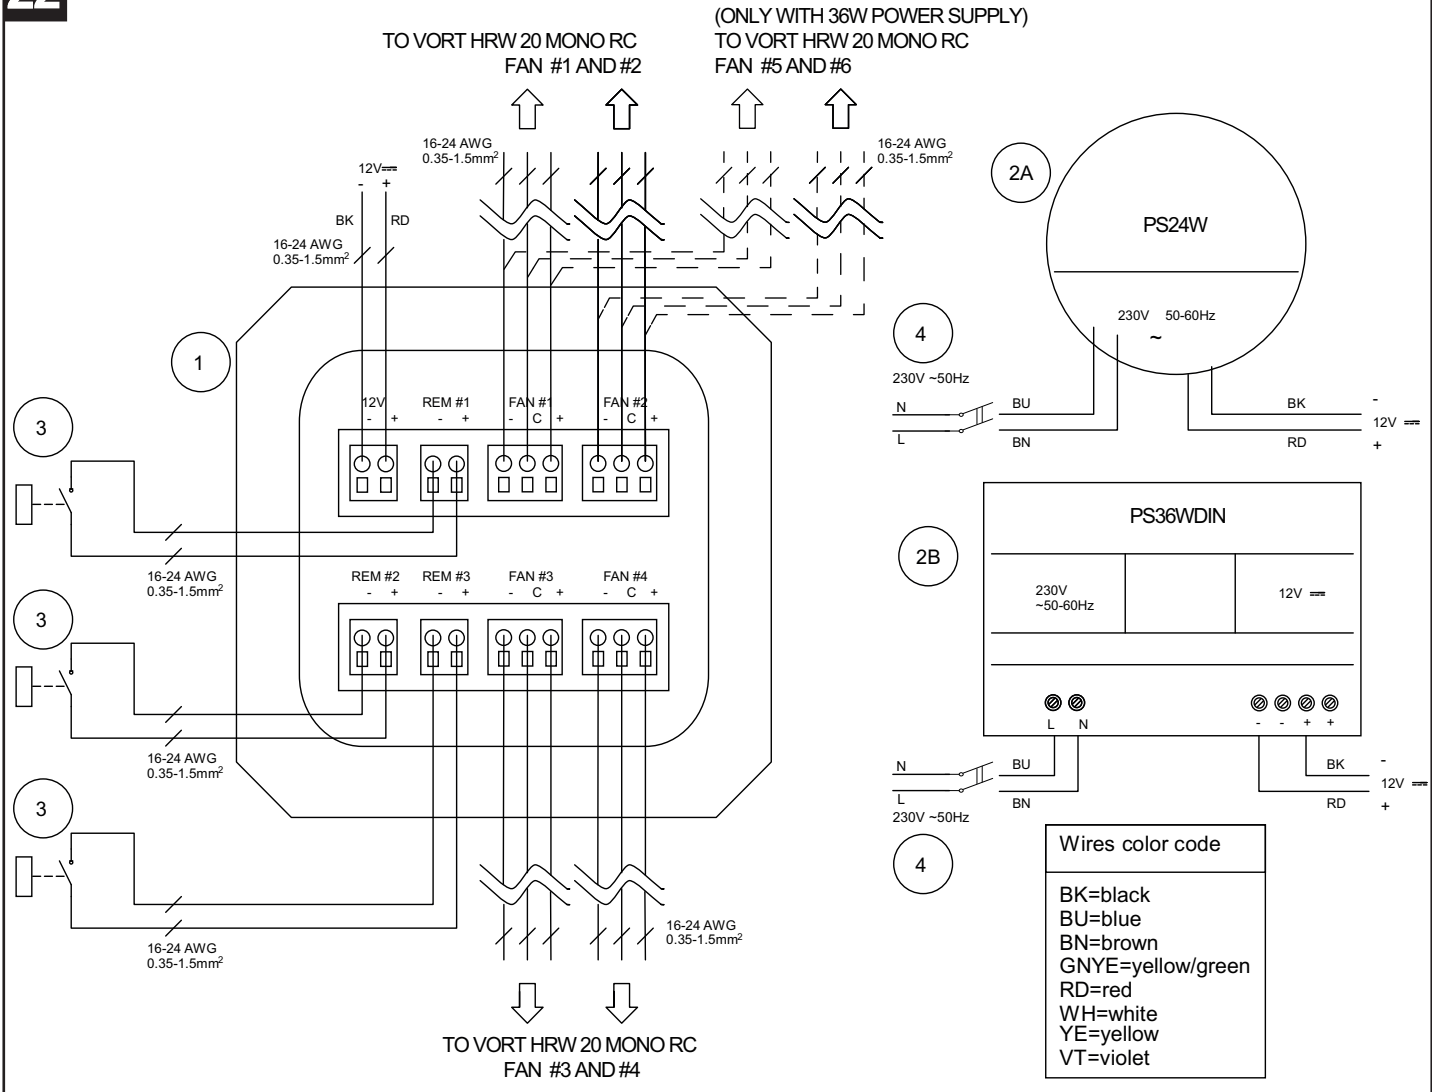 22
(ONLY WITH 36W POWER SUPPLY)
TO VORT HRW 20 MONO RC
FAN #1 AND #2
TO VORT HRW 20 MONO RC
FAN #5 AND #6
16-24 AWG
0.35-1.5mm²
16-24 AWG
0.35-1.5mm²
12V
- +
BK RD
16-24 AWG
0.35-1.5mm²
1
12V
- +
REM #1
- +
FAN #1
- C +
FAN #2
- C +
3
16-24 AWG
0.35-1.5mm²
REM #2
- +
REM #3
- +
FAN #3
- C +
FAN #4
- C +
3
16-24 AWG
0.35-1.5mm²
3
16-24 AWG
0.35-1.5mm²
16-24 AWG
0.35-1.5mm²
TO VORT HRW 20 MONO RC
FAN #3 AND #4
2A
PS24W
230V 50-60Hz
~
4
230V ~50Hz
N
L
BU
BN
BK
RD
-
12V
+
2B
PS36WDIN
230V
~50-60Hz
12V
L N
- - + +
N
L
230V ~50Hz
BU
BN
BK
RD
-
12V
+
4
Wires color code
BK=black
BU=blue
BN=brown
GNYE=yellow/green
RD=red
WH=white
YE=yellow
VT=violet